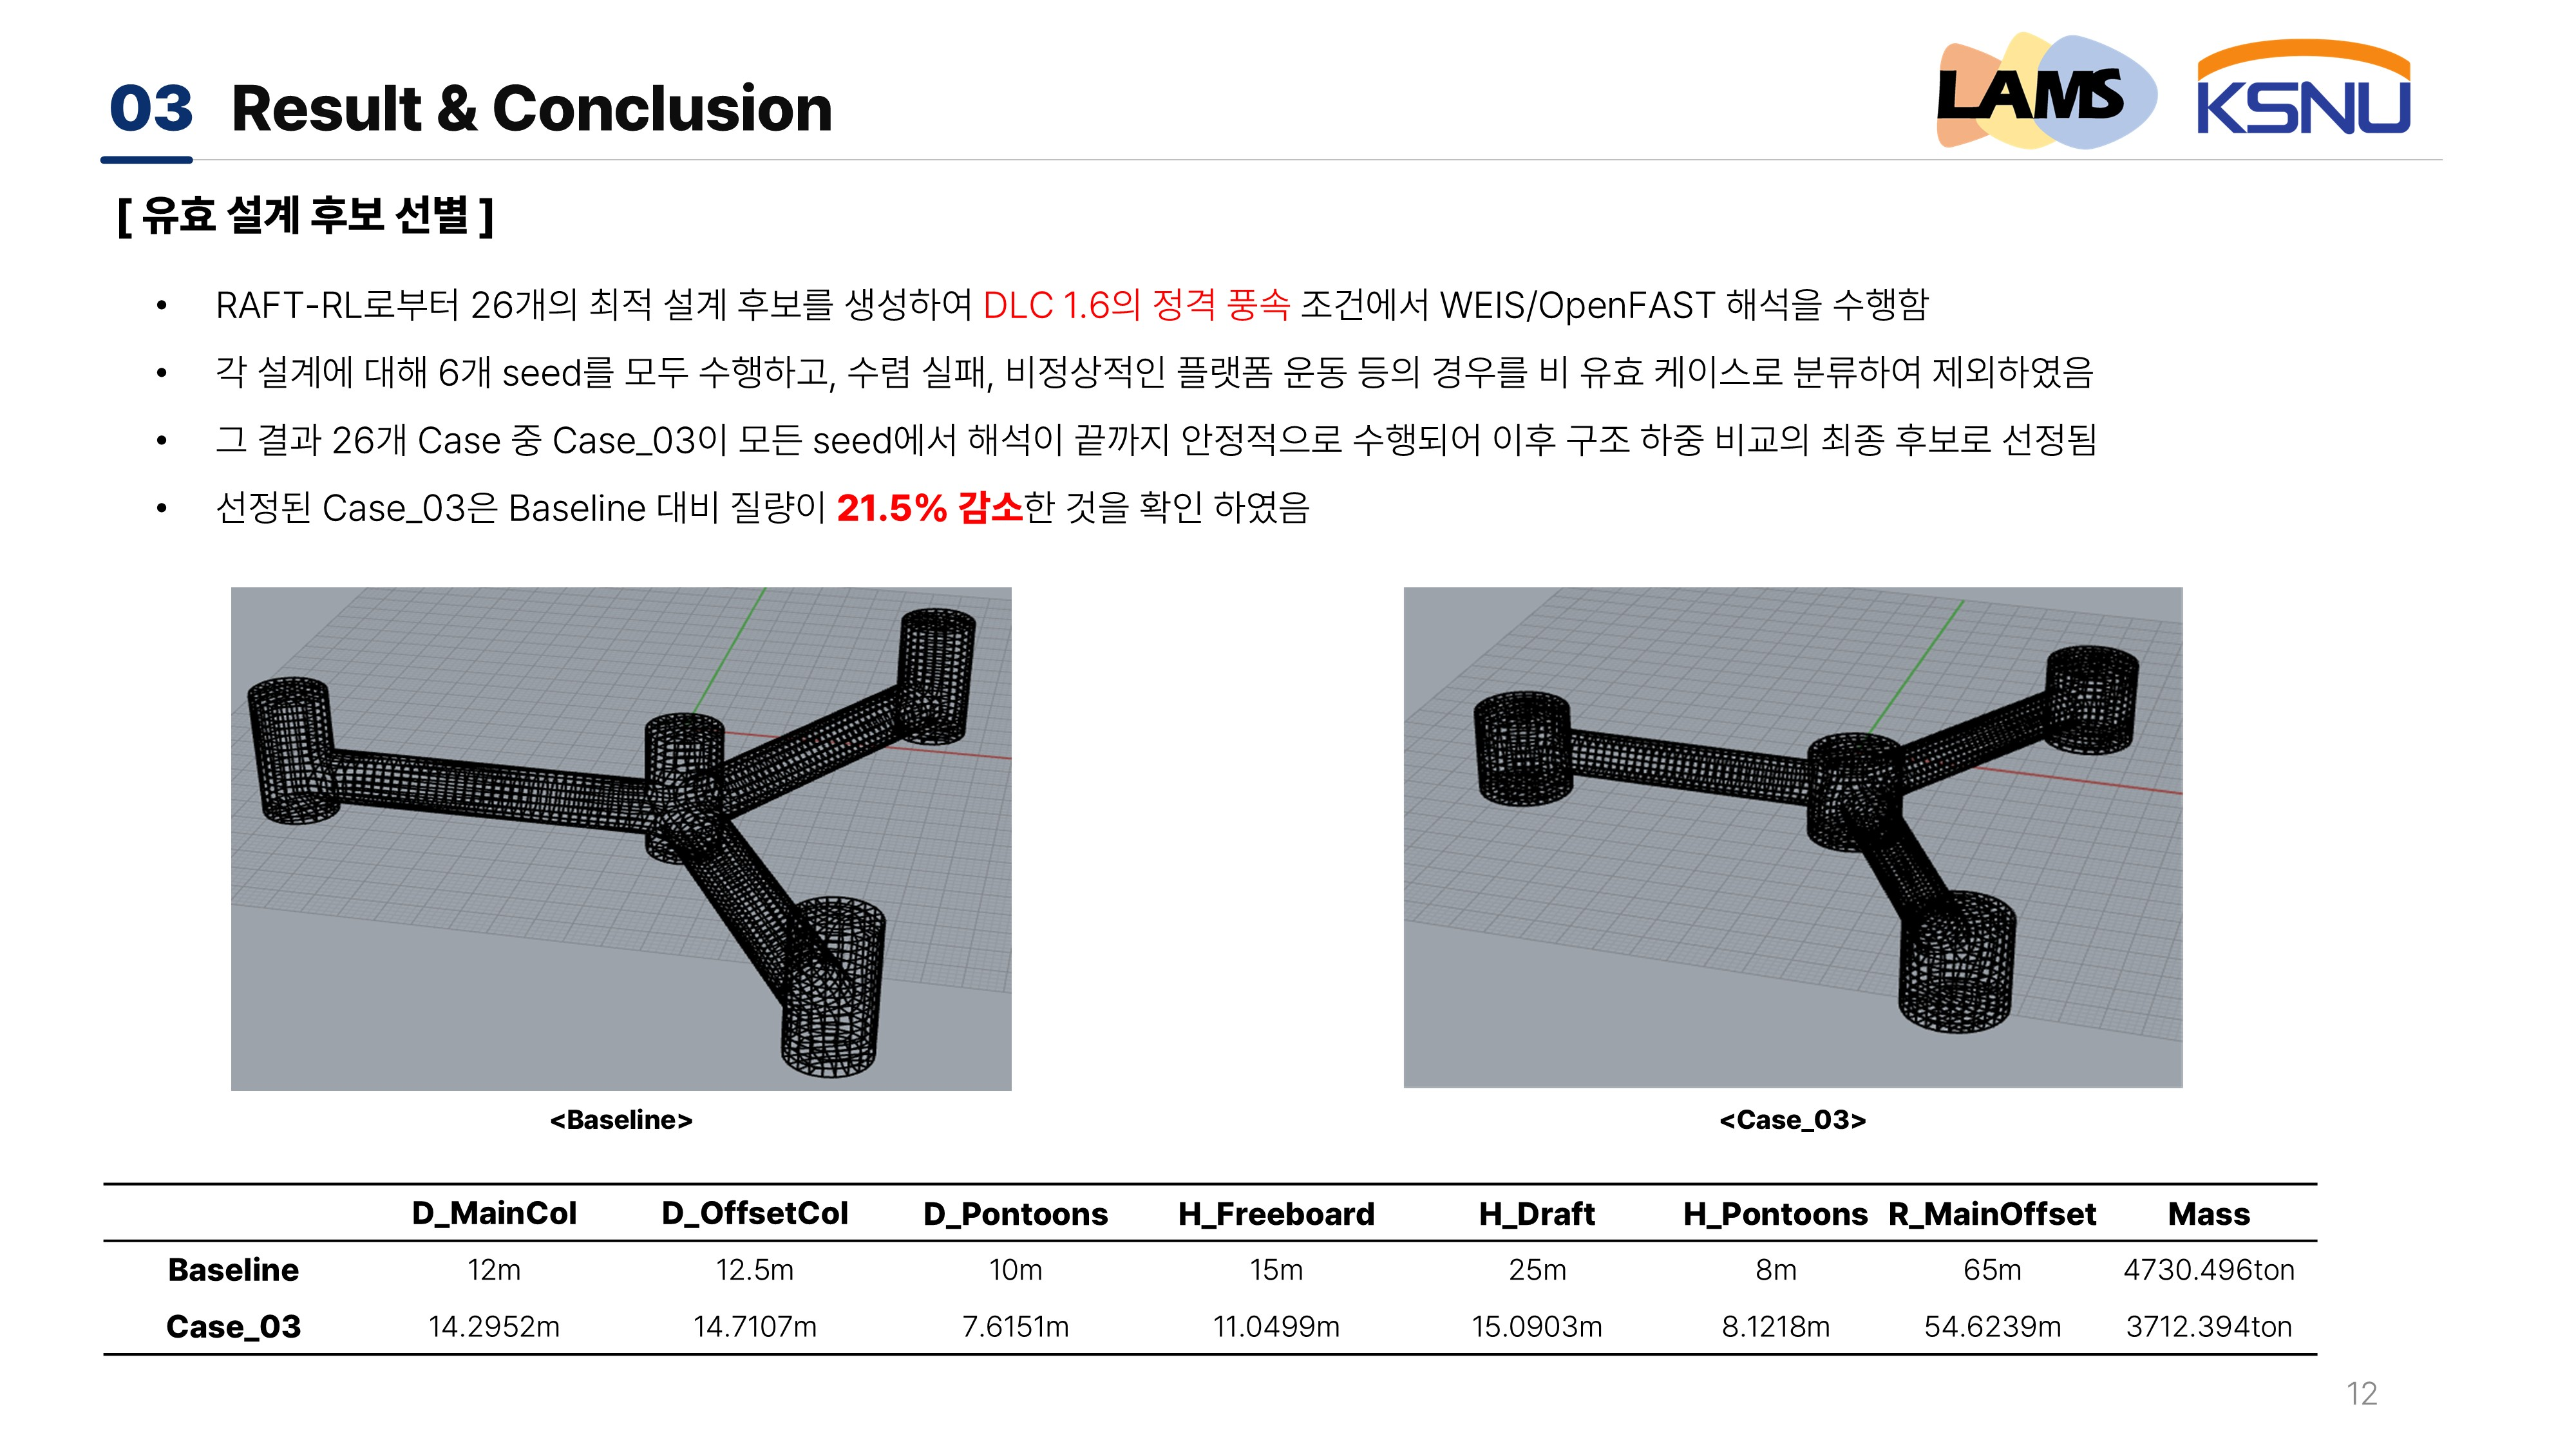 03 Result & Conclusion
LAMS
KSNU
[ 유효 설계 후보 선별 ]
• RAFT-RL로부터 26개의 최적 설계 후보를 생성하여 DLC 1.6의 정격 풍속 조건에서 WEIS/OpenFAST 해석을 수행함
• 각 설계에 대해 6개 seed를 모두 수행하고, 수렴 실패, 비정상적인 플랫폼 운동 등의 경우를 비 유효 케이스로 분류하여 제외하였음
• 그 결과 26개 Case 중 Case_03이 모든 seed에서 해석이 끝까지 안정적으로 수행되어 이후 구조 하중 비교의 최종 후보로 선정됨
• 선정된 Case_03은 Baseline 대비 질량이 21.5% 감소한 것을 확인 하였음
<Baseline>
<Case_03>
D_MainCol D_OffsetCol D_Pontoons H_Freeboard H_Draft H_Pontoons R_MainOffset Mass
Baseline 12m 12.5m 10m 15m 25m 8m 65m 4730.496ton
Case_03 14.2952m 14.7107m 7.6151m 11.0499m 15.0903m 8.1218m 54.6239m 3712.394ton
12